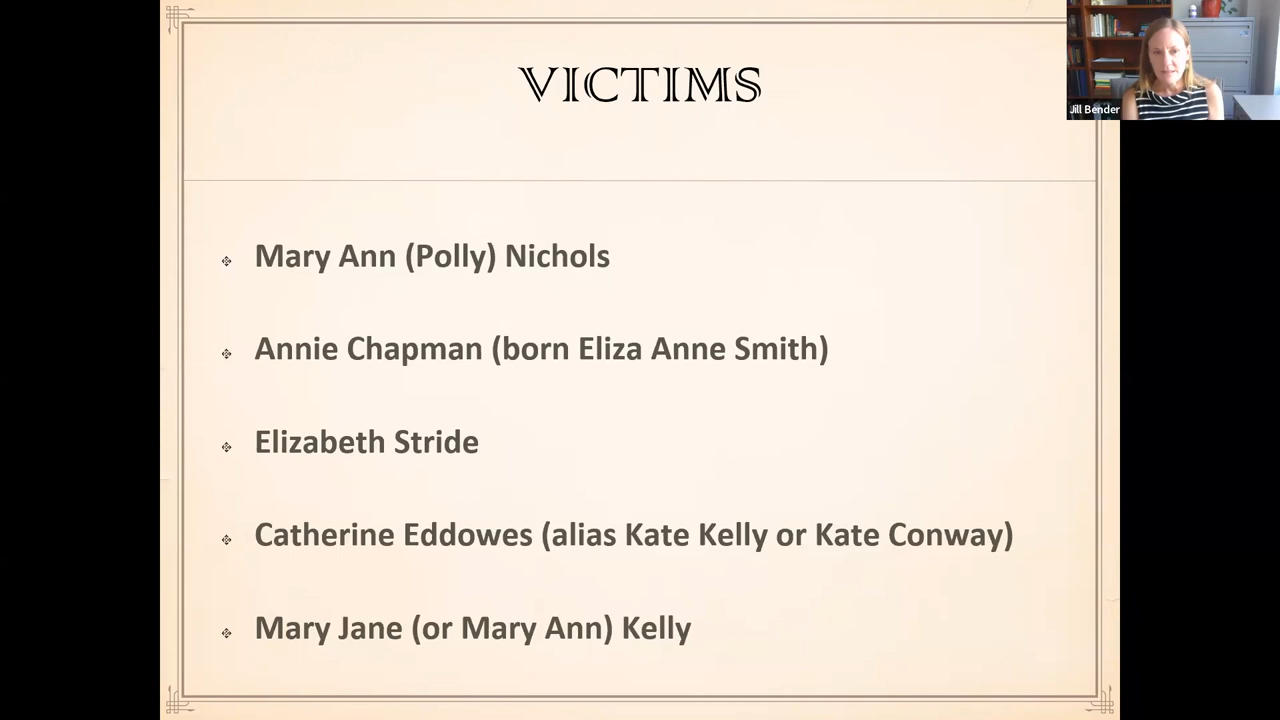 VICTIMS
Jill Bender
Mary Ann (Polly) Nichols
Annie Chapman (born Eliza Anne Smith)
Elizabeth Stride
Catherine Eddowes (alias Kate Kelly or Kate Conway)
Mary Jane (or Mary Ann) Kelly